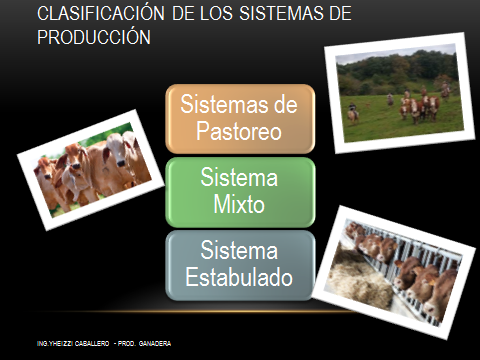 CLASIFICACIÓN DE LOS SISTEMAS DE
PRODUCCIÓN
Sistemas de
Pastoreo
Sistema
Mixto
Sistema
Estabulado
ING.YHEIZZI CABALLERO - PROD. GANADERA